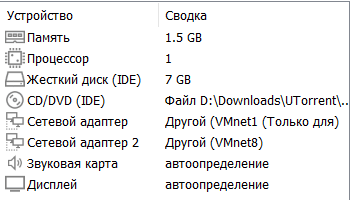 Устройство Сводка
Память 1.5 GB
Процессор 1
Жесткий диск (IDE) 7 GB
CD/DVD (IDE) Файл D:\Downloads\UTorrent\...
Сетевой адаптер Другой (VMnet1 (Только для)
Сетевой адаптер 2 Другой (VMnet8)
Звуковая карта автоопределение
Дисплей автоопределение